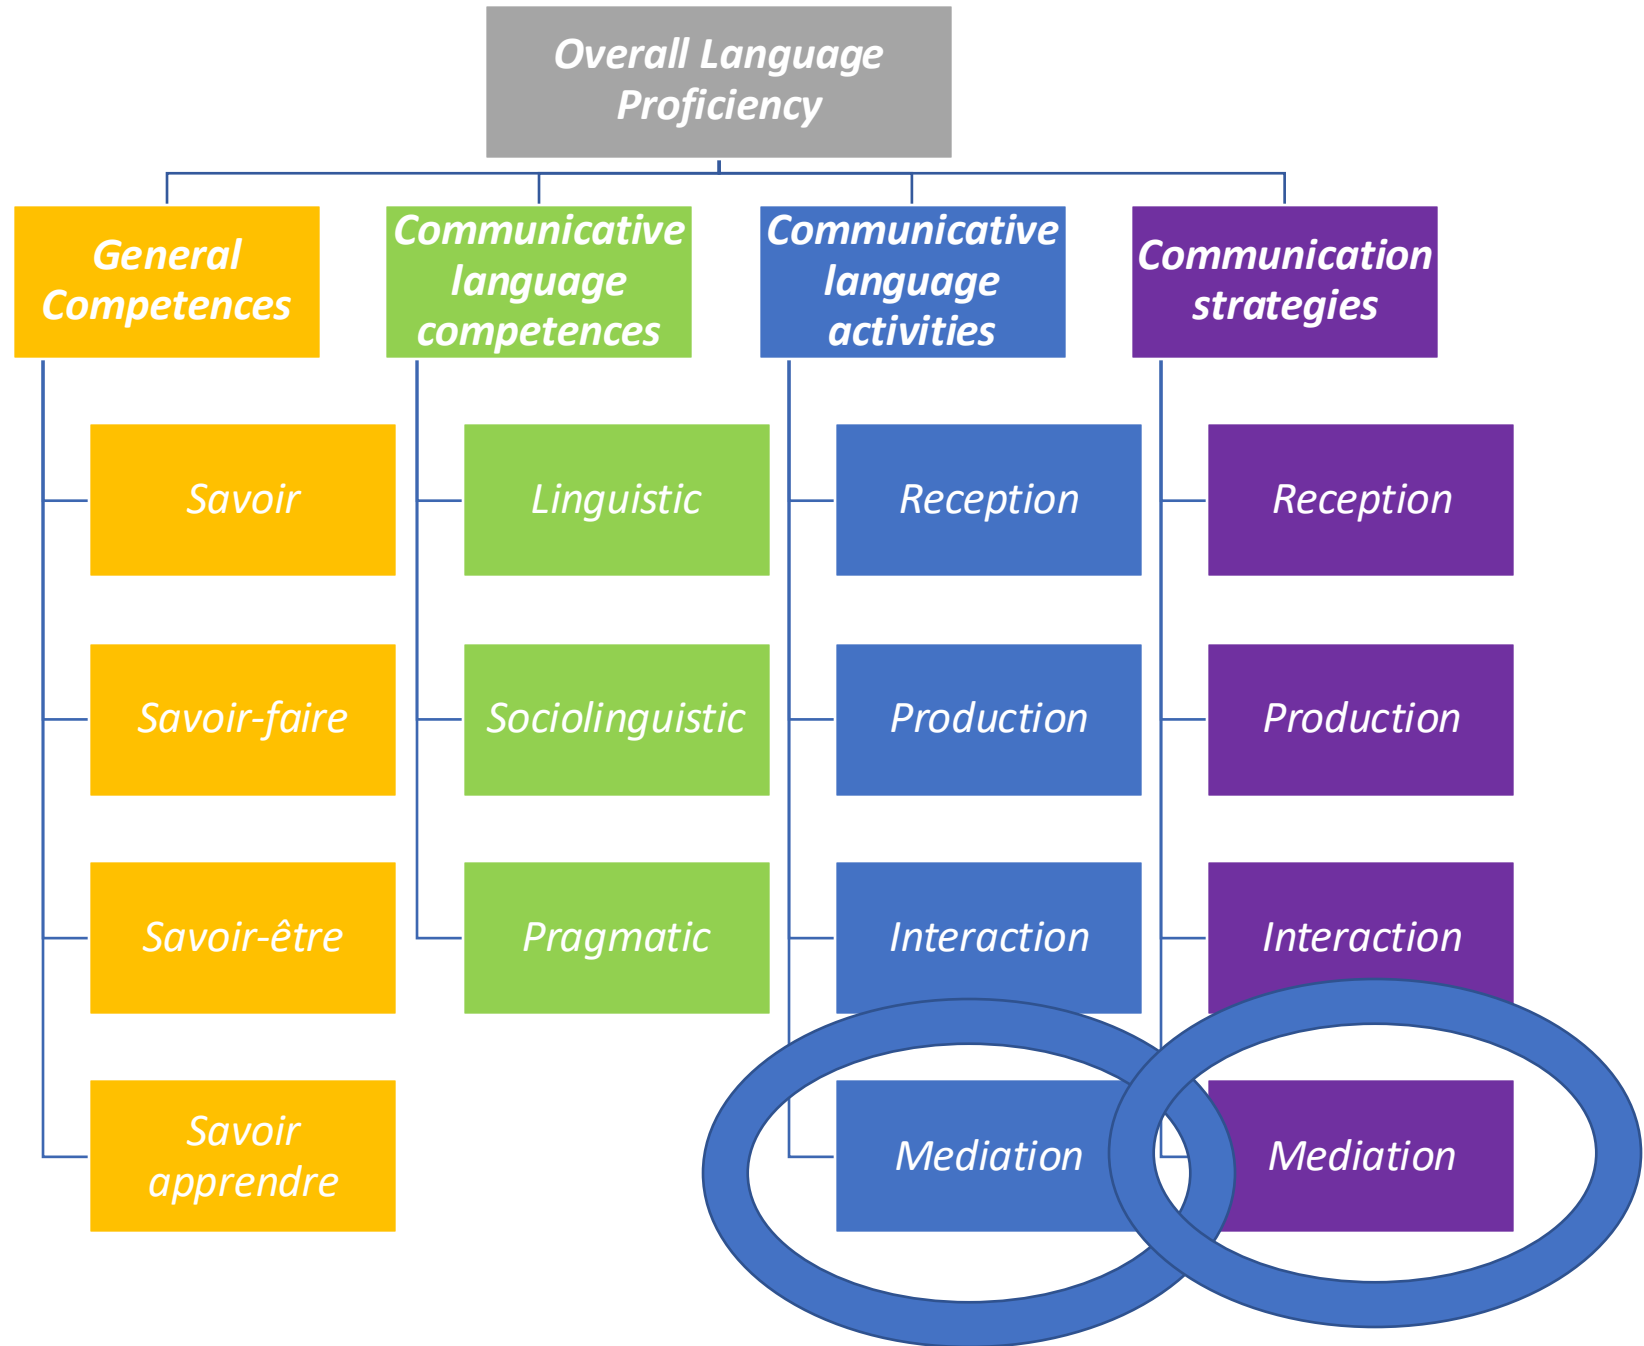 Overall Language
Proficiency
General
Competences
Communicative
language
competences
Communicative
language
activities
Communication
strategies
Savoir
Linguistic
Reception
Reception
Savoir-faire
Sociolinguistic
Production
Production
Savoir-être
Pragmatic
Interaction
Interaction
Savoir
apprendre
Mediation
Mediation